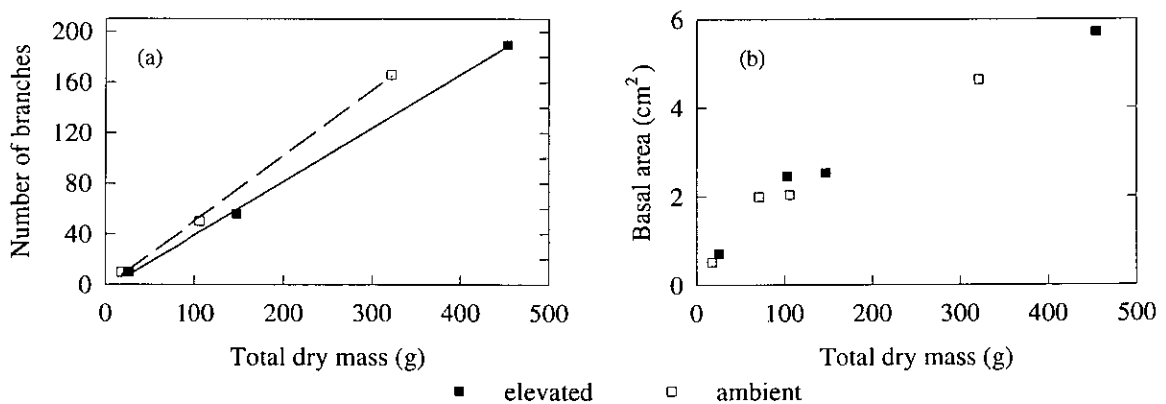 (a)
Number of branches
200
160
120
80
40
0
0 100 200 300 400 500
Total dry mass (g)
(b)
Basal area (cm²)
6
4
2
0
0 100 200 300 400 500
Total dry mass (g)
elevated ambient